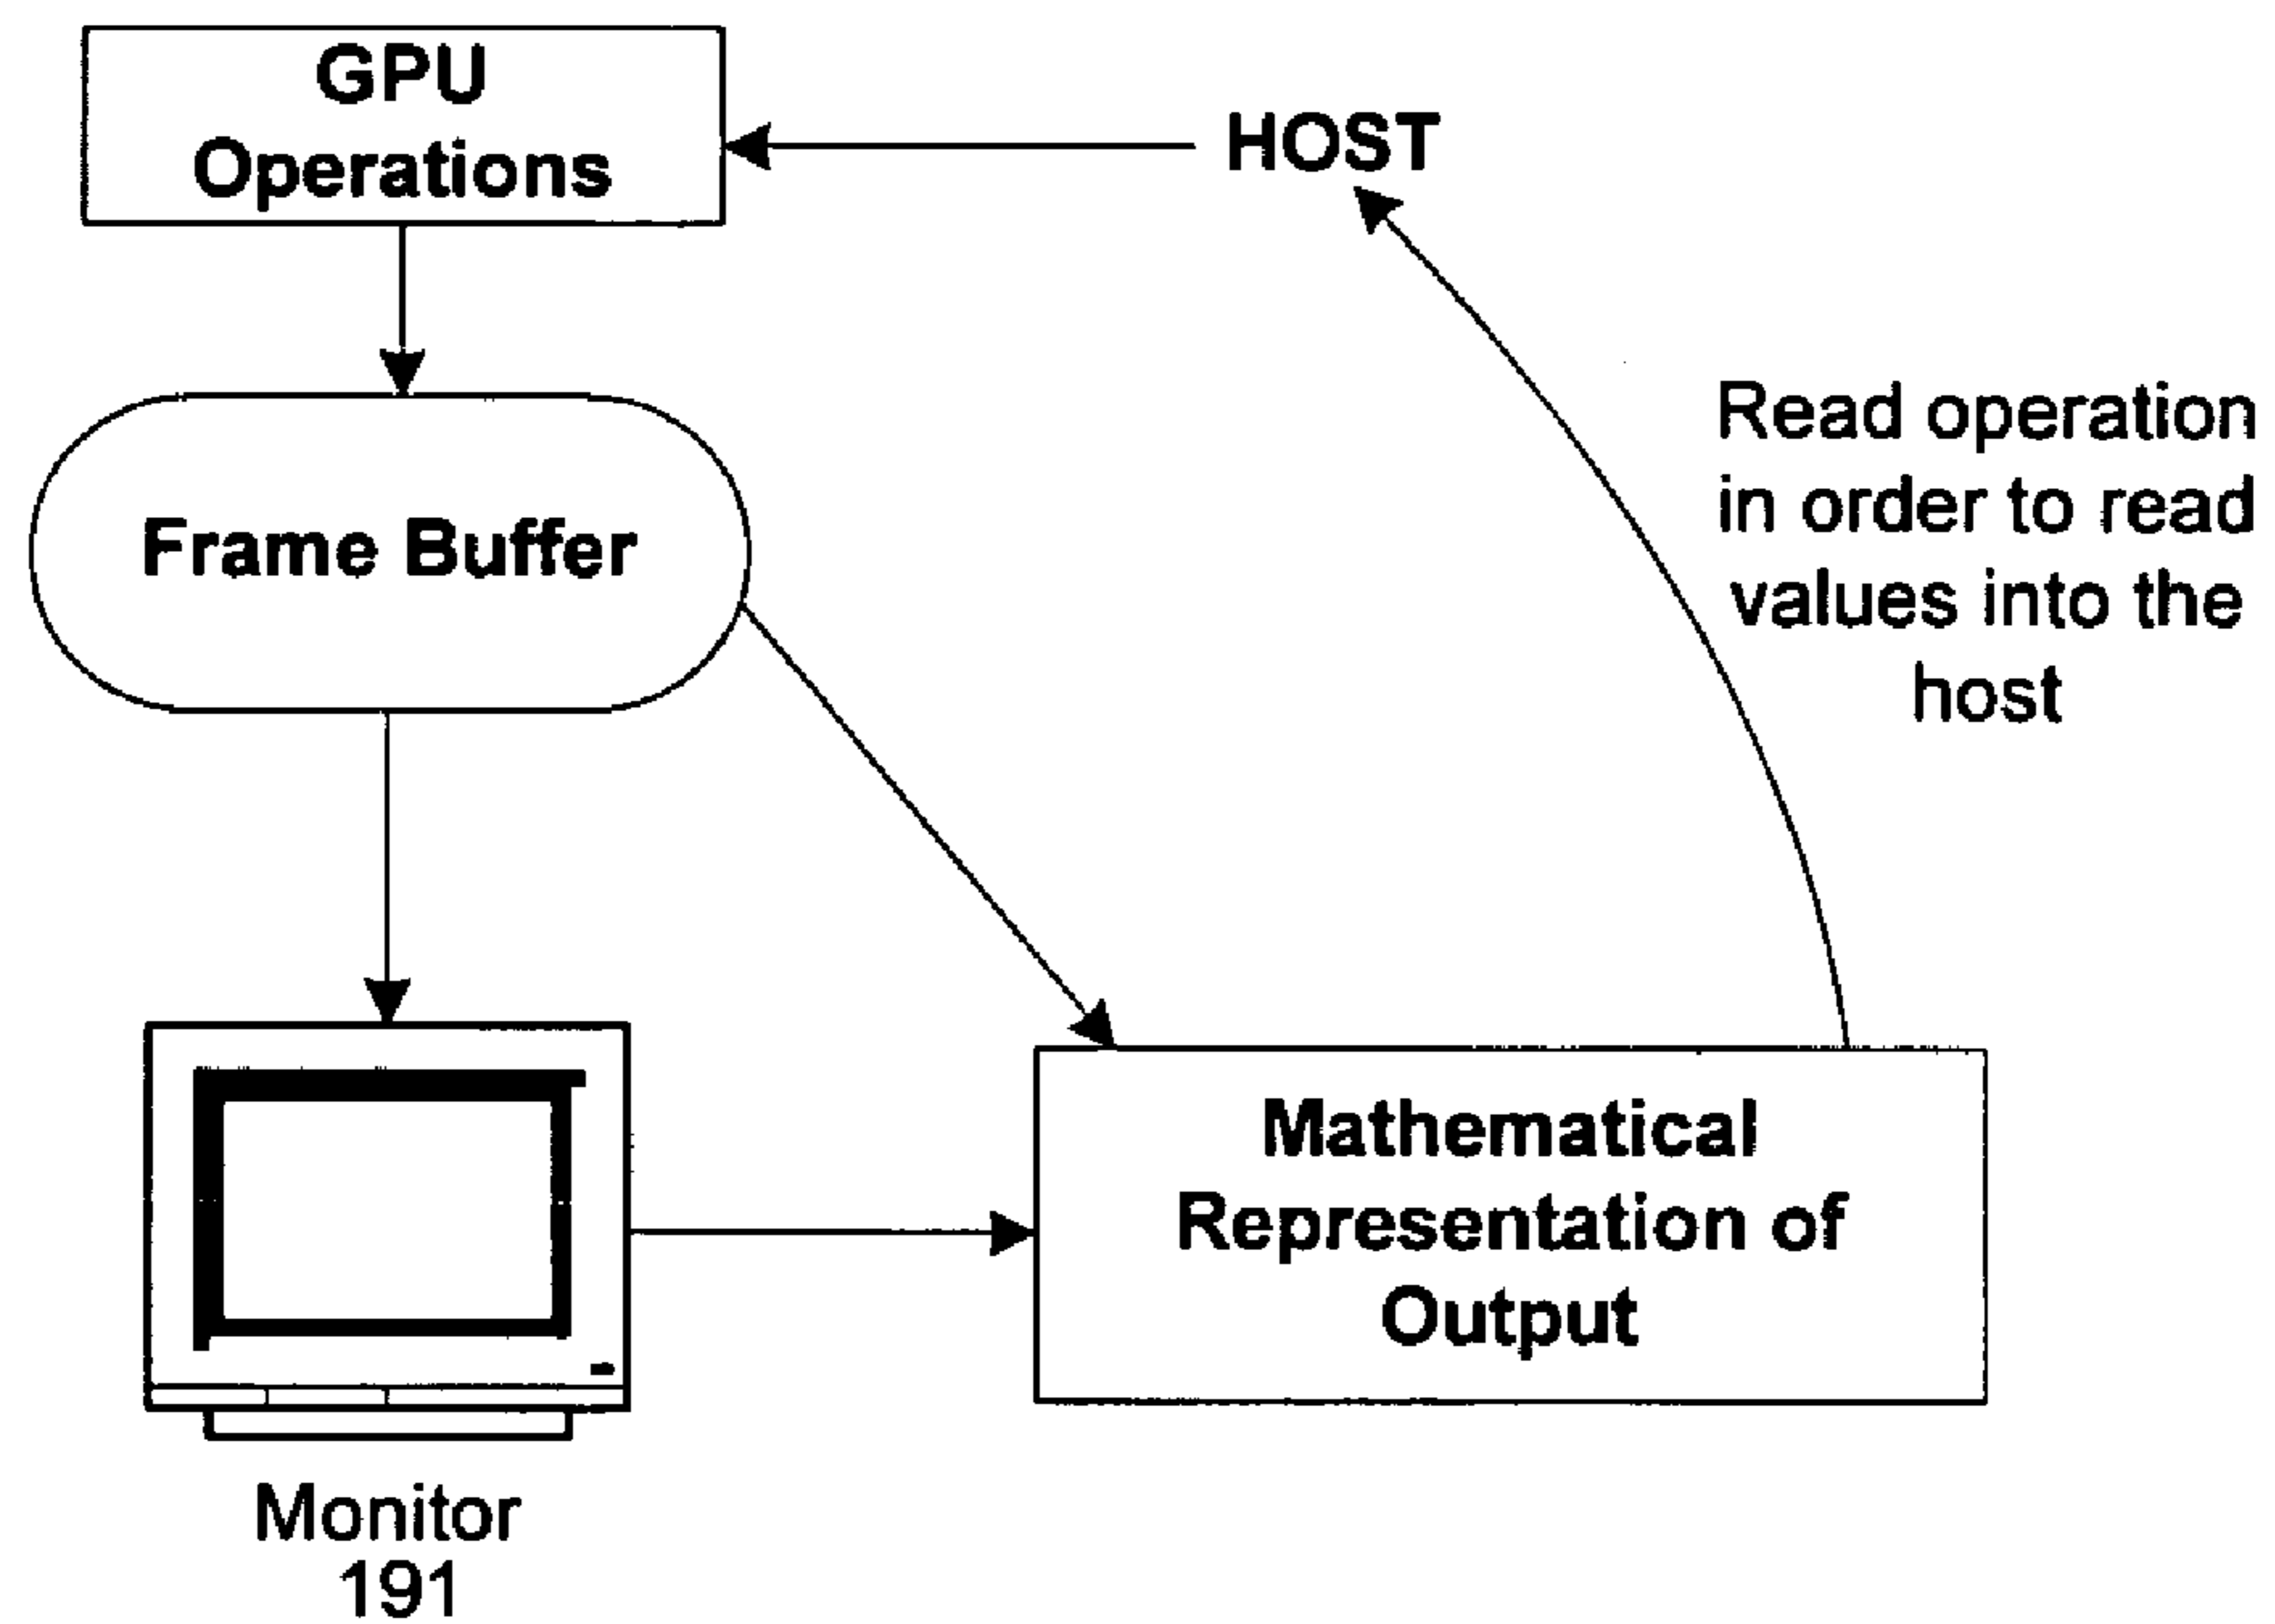 GPU
Operations
HOST
Read operation
in order to read
values into the
host
Frame Buffer
Mathematical
Representation of
Output
Monitor
191